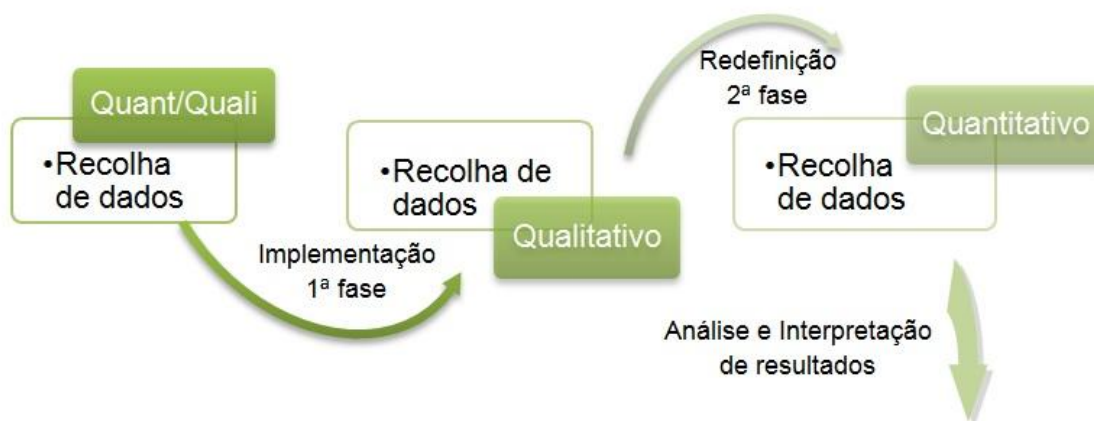 Quant/Quali
•Recolha
de dados
Implementação
1ª fase
•Recolha de
dados
Qualitativo
Redefinição
2ª fase
Quantitativo
•Recolha
de dados
Análise e Interpretação
de resultados